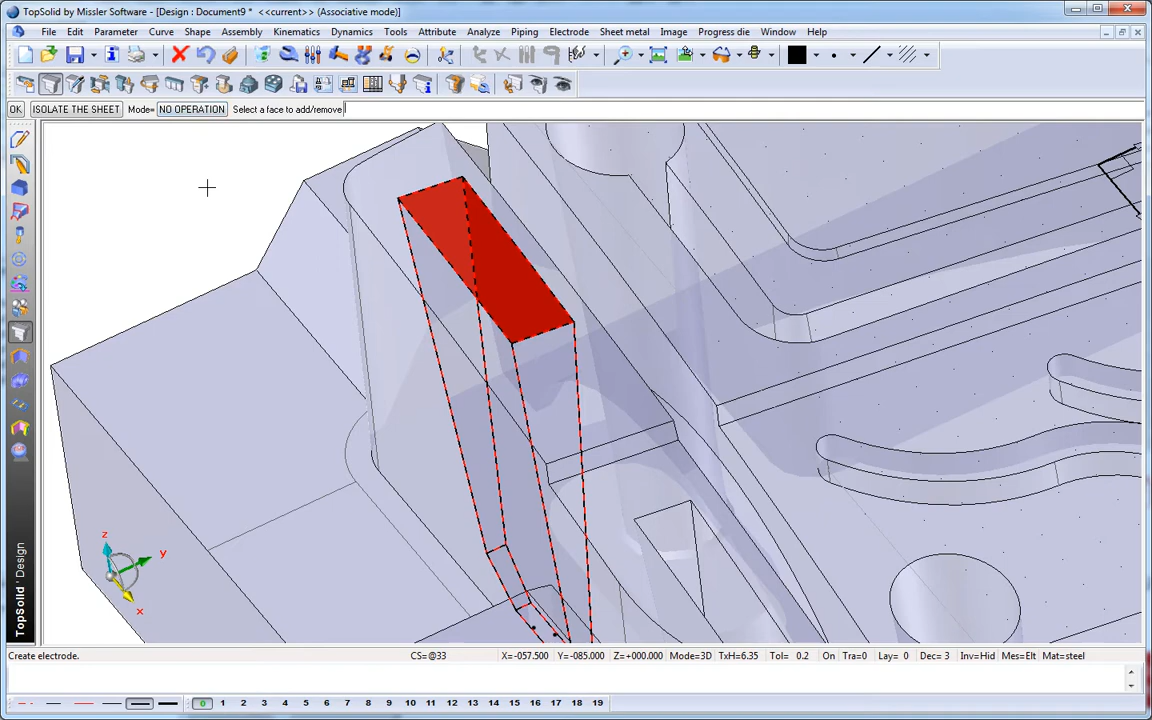 TopSolid by Missler Software - [Design : Document9 *  <<current>> (Associative mode)]
File Edit Parameter Curve Shape Assembly Kinematics Dynamics Tools Attribute Analyze Piping Electrode Sheet metal Image Progress die Window Help
OK ISOLATE THE SHEET Mode= NO OPERATION Select a face to add/remove
z
y
x
TopSolid ' Design
Create electrode. CS=@33 X=-057.500 Y=-085.000 Z=+000.000 Mode=3D TxH=6.35 Tol= 0.2 On Tra=0 Lay= 0 Dec= 3 Inv=Hid Mes=Elt Mat=steel
0 1 2 3 4 5 6 7 8 9 10 11 12 13 14 15 16 17 18 19